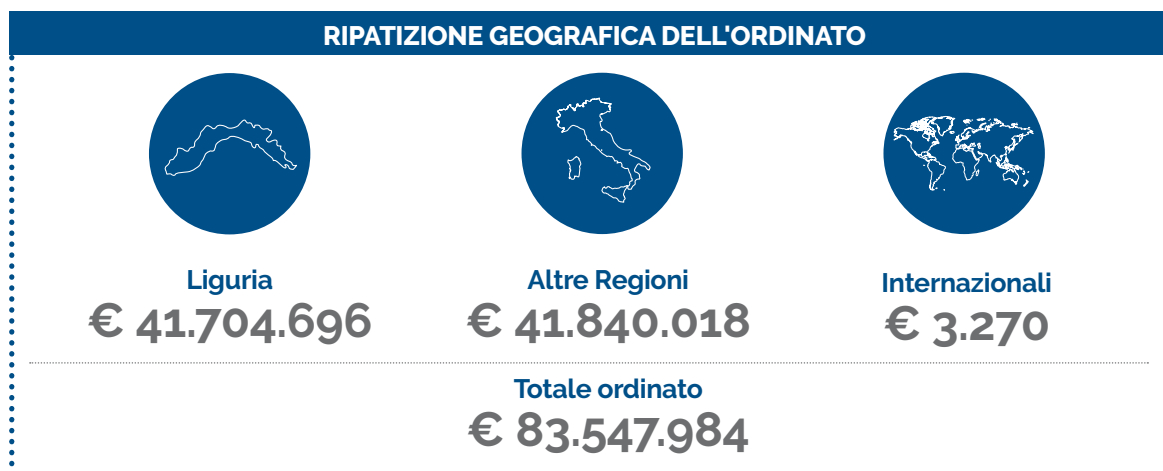 RIPATIZIONE GEOGRAFICA DELL'ORDINATO
Liguria
€ 41.704.696
Altre Regioni
€ 41.840.018
Internazionali
€ 3.270
Totale ordinato
€ 83.547.984